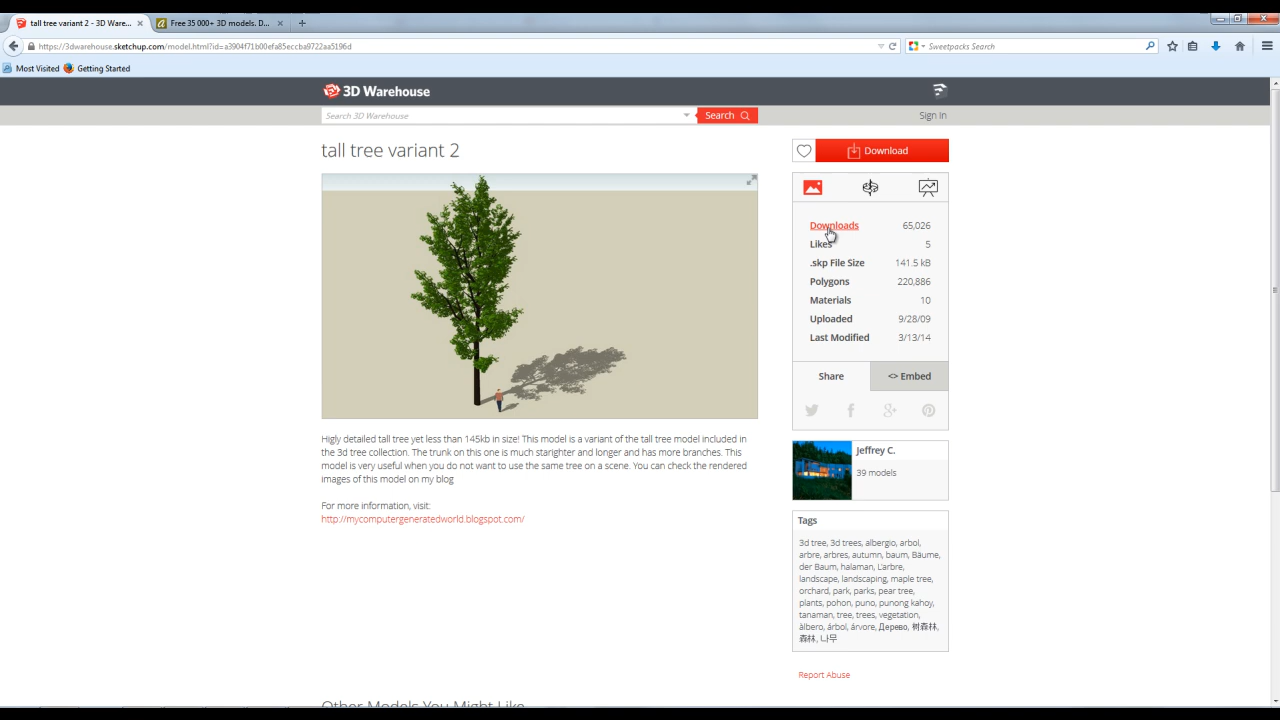 tall tree variant 2 - 3D Ware...
Free 35 000+ 3D models. D...
https://3dwarehouse.sketchup.com/model.html?id=a3904f71b00efa85eccba9722aa5196d
Sweetpacks Search
Most Visited
Getting Started
3D Warehouse
Search 3D Warehouse
Search
Sign In
tall tree variant 2
Download
Downloads 65,026
Likes 5
.skp File Size 141.5 kB
Polygons 220,886
Materials 10
Uploaded 9/28/09
Last Modified 3/13/14
Share
<> Embed
Higly detailed tall tree yet less than 145kb in size! This model is a variant of the tall tree model included in
the 3d tree collection. The trunk on this one is much starighter and longer and has more branches. This
model is very useful when you do not want to use the same tree on a scene. You can check the rendered
images of this model on my blog
For more information, visit:
http://mycomputergeneratedworld.blogspot.com/
Jeffrey C.
39 models
Tags
3d tree, 3d trees, albergio, arbol,
arbre, arbres, autumn, baum, Bäume,
der Baum, halaman, L'arbre,
landscape, landscaping, maple tree,
orchard, park, parks, pear tree,
plants, pohon, puno, punong kahoy,
tanaman, tree, trees, vegetation,
àlbero, árbol, árvore, Дерево, 树森林,
森林, 나무
Report Abuse
Other Models You Might Like